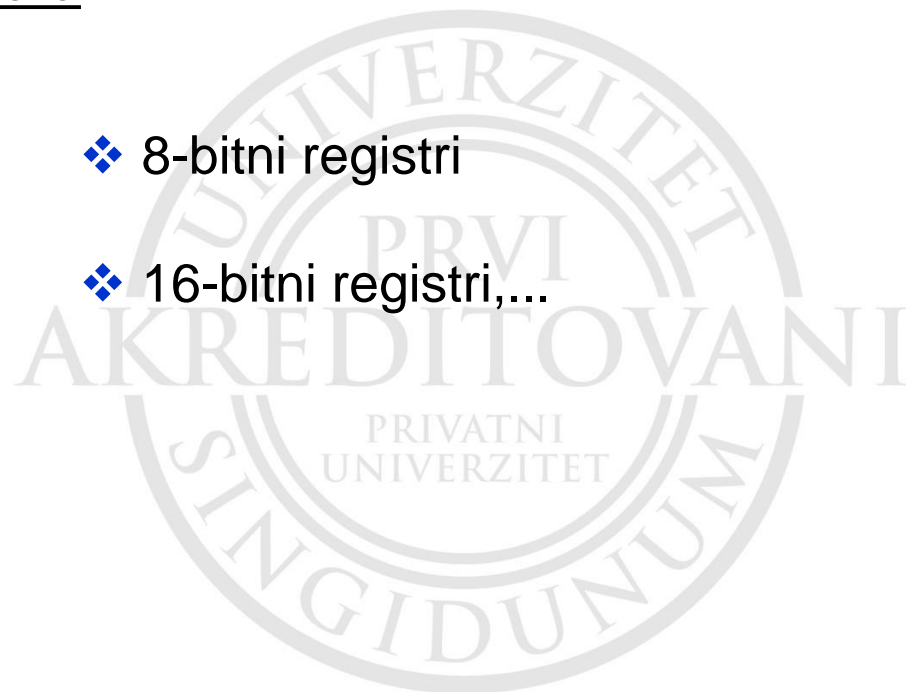 ❖ 8-bitni registri
❖ 16-bitni registri,...
UNIVERZITET
PRVI
AKREDITOVANI
PRIVATNI
UNIVERZITET
SINGIDUNUM